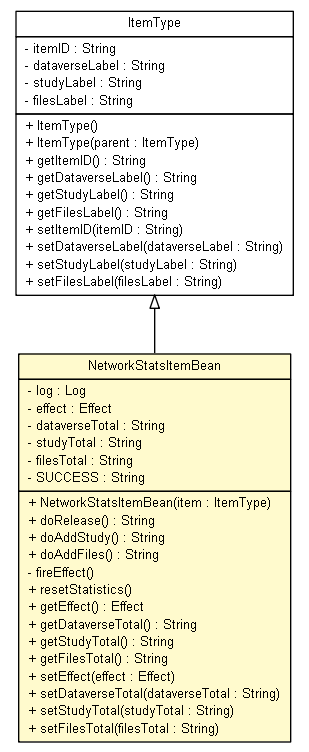 ItemType
- itemID : String
- dataverseLabel : String
- studyLabel : String
- filesLabel : String
+ ItemType()
+ ItemType(parent : ItemType)
+ getItemID() : String
+ getDataverseLabel() : String
+ getStudyLabel() : String
+ getFilesLabel() : String
+ setItemID(itemID : String)
+ setDataverseLabel(dataverseLabel : String)
+ setStudyLabel(studyLabel : String)
+ setFilesLabel(filesLabel : String)
NetworkStatsItemBean
- log : Log
- effect : Effect
- dataverseTotal : String
- studyTotal : String
- filesTotal : String
- SUCCESS : String
+ NetworkStatsItemBean(item : ItemType)
+ doRelease() : String
+ doAddStudy() : String
+ doAddFiles() : String
- fireEffect()
+ resetStatistics()
+ getEffect() : Effect
+ getDataverseTotal() : String
+ getStudyTotal() : String
+ getFilesTotal() : String
+ setEffect(effect : Effect)
+ setDataverseTotal(dataverseTotal : String)
+ setStudyTotal(studyTotal : String)
+ setFilesTotal(filesTotal : String)